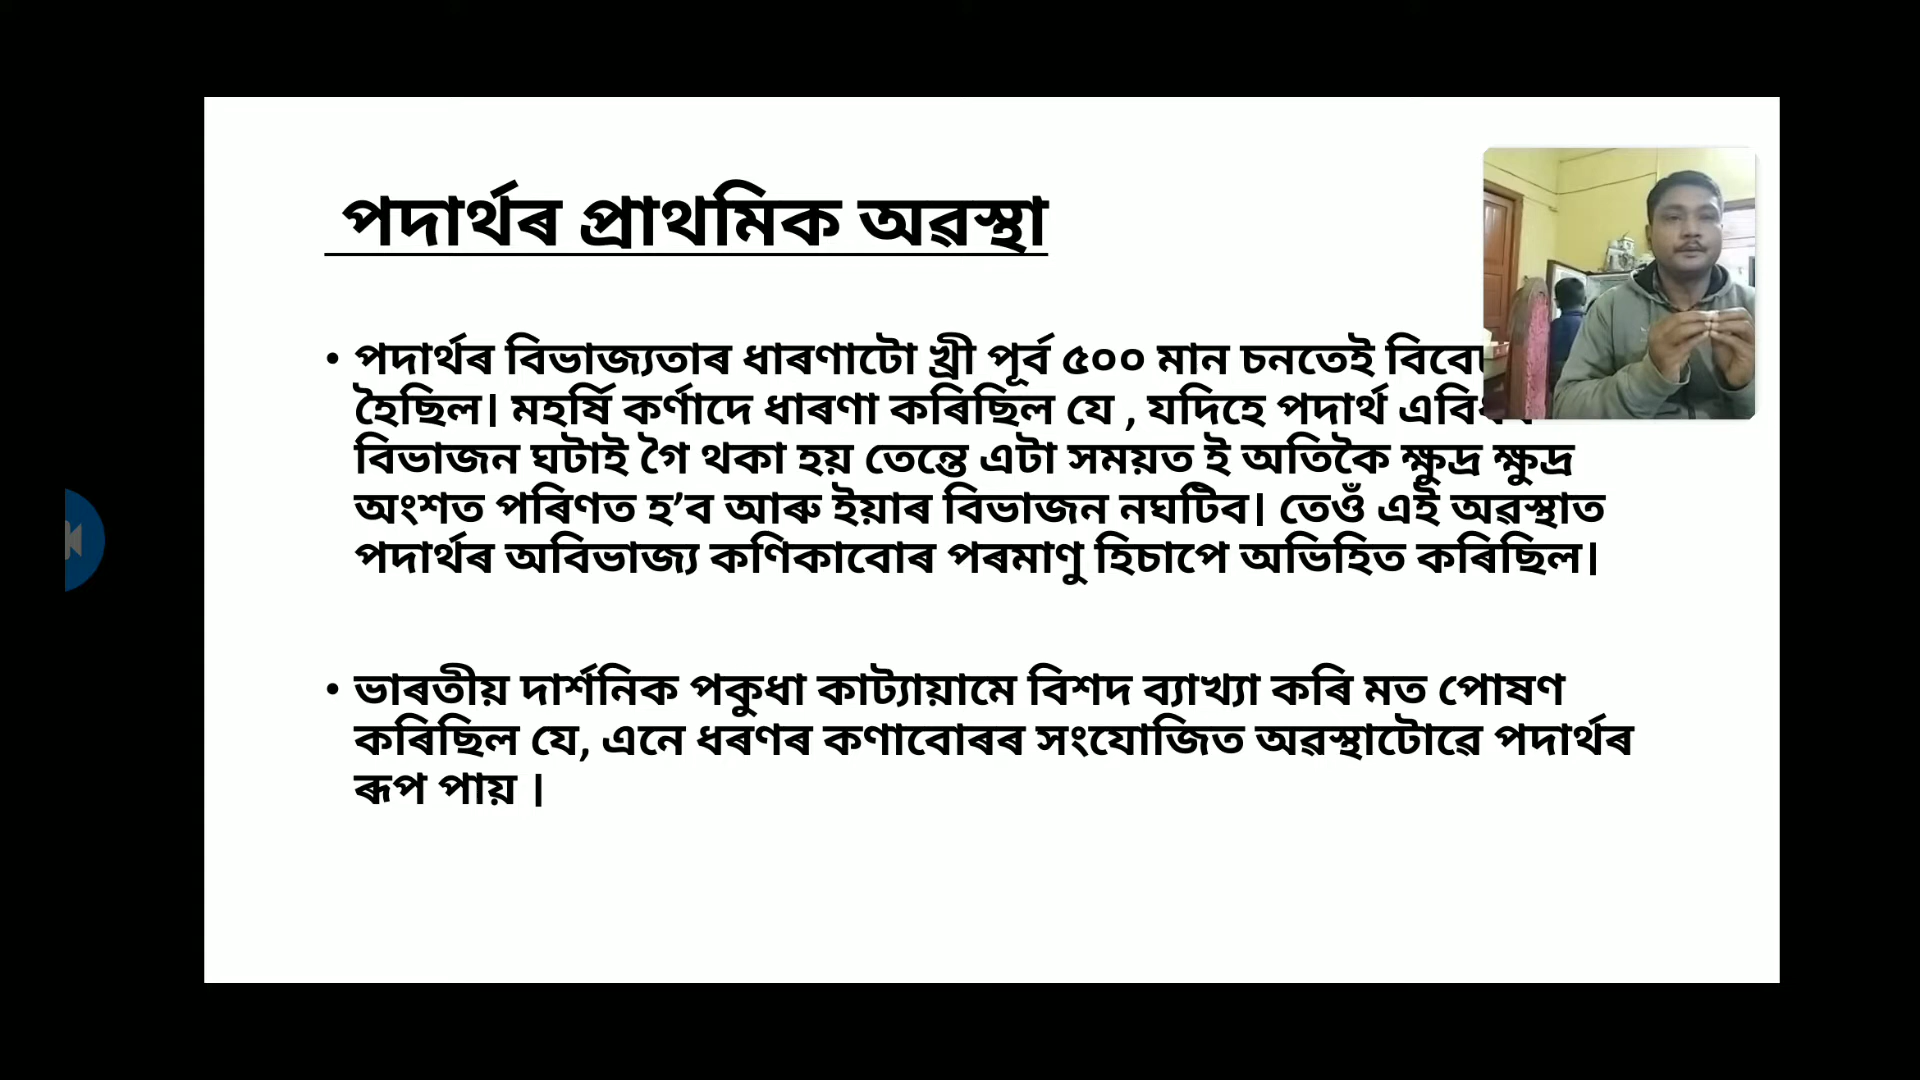 পদাৰ্থৰ প্ৰাথমিক অৱস্থা
• পদাৰ্থৰ বিভাজ্যতাৰ ধাৰণাটো খ্ৰী পূৰ্ব ৫০০ মান চনতেই
হৈছিল। মহৰ্ষি কৰ্ণাদে ধাৰণা কৰিছিল যে , যদিহে পদাৰ্থ
বিভাজন ঘটাই গৈ থকা হয় তেন্তে এটা সময়ত ই অতিকৈ ক্ষুদ্ৰ ক্ষুদ্ৰ
অংশত পৰিণত হ’ব আৰু ইয়াৰ বিভাজন নঘটিব। তেওঁ এই অৱস্থাত
পদাৰ্থৰ অবিভাজ্য কণিকাবোৰ পৰমাণু হিচাপে অভিহিত কৰিছিল।
• ভাৰতীয় দাৰ্শনিক পকুধা কাট্যায়ামে বিশদ ব্যাখ্যা কৰি মত পোষণ
কৰিছিল যে, এনে ধৰণৰ কণাবোৰৰ সংযোজিত অৱস্থাটোৱে পদাৰ্থৰ
ৰূপ পায় ।